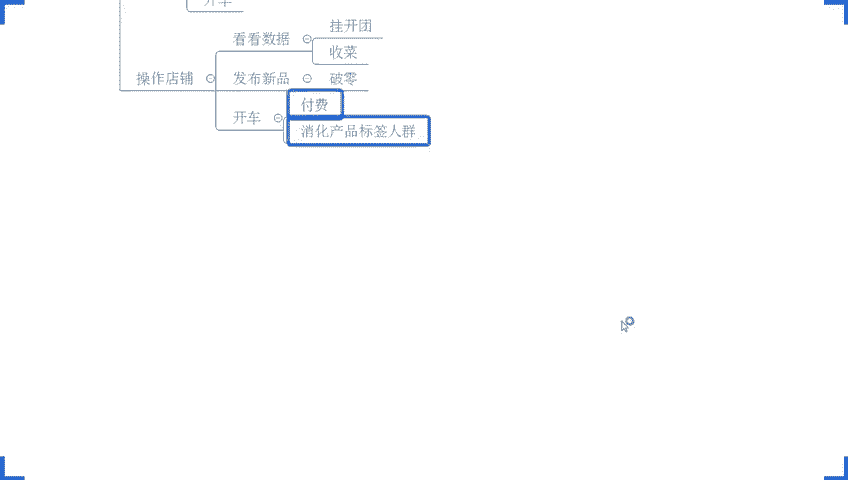 开车
挂开团
看看数据
收菜
操作店铺
发布新品
破零
付费
开车
消化产品标签人群